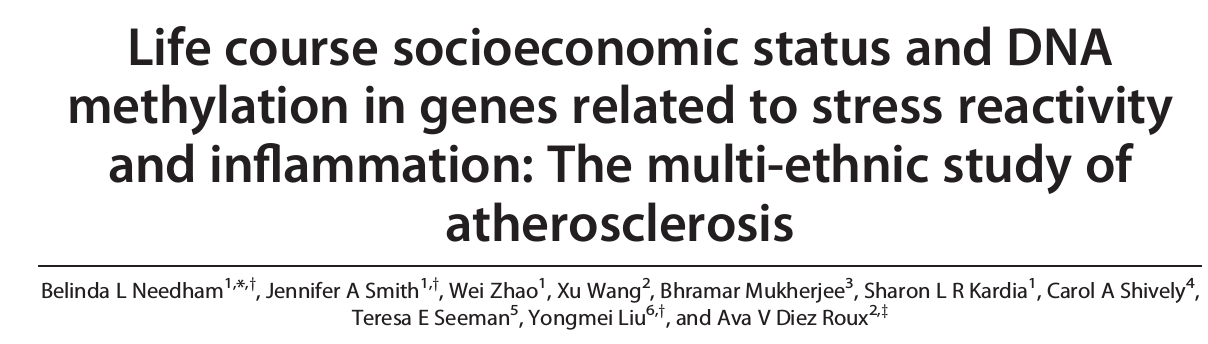 Life course socioeconomic status and DNA
methylation in genes related to stress reactivity
and inflammation: The multi-ethnic study of
atherosclerosis
Belinda L Needham1,*,†, Jennifer A Smith1,†, Wei Zhao1, Xu Wang2, Bhramar Mukherjee3, Sharon L R Kardia1, Carol A Shively4,
Teresa E Seeman5, Yongmei Liu6,†, and Ava V Diez Roux2,‡